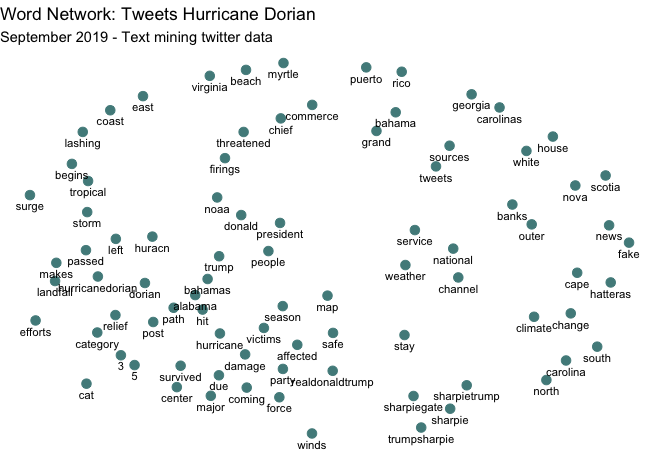 Word Network: Tweets Hurricane Dorian
September 2019 - Text mining twitter data
myrtle
puerto
rico
beach
virginia
east
georgia
carolinas
commerce
coast
bahama
chief
grand
threatened
lashing
house
white
sources
firings
tweets
begins
tropical
scotia
nova
surge
noaa
banks
storm
donald
president
outer
news
service
fake
left
huracn
passed
people
national
trump
makes
weather
landfall
hurricanedorian
dorian
bahamas
channel
cape
hatteras
alabama
map
path
hit
season
efforts
relief
post
climate
change
category
hurricane
victims
safe
stay
affected
south
3
5
survived
damage
carolina
cat
center
due
party
realdonaldtrump
north
major
coming
force
sharpiegate
sharpietrump
sharpie
trumpsharpie
winds